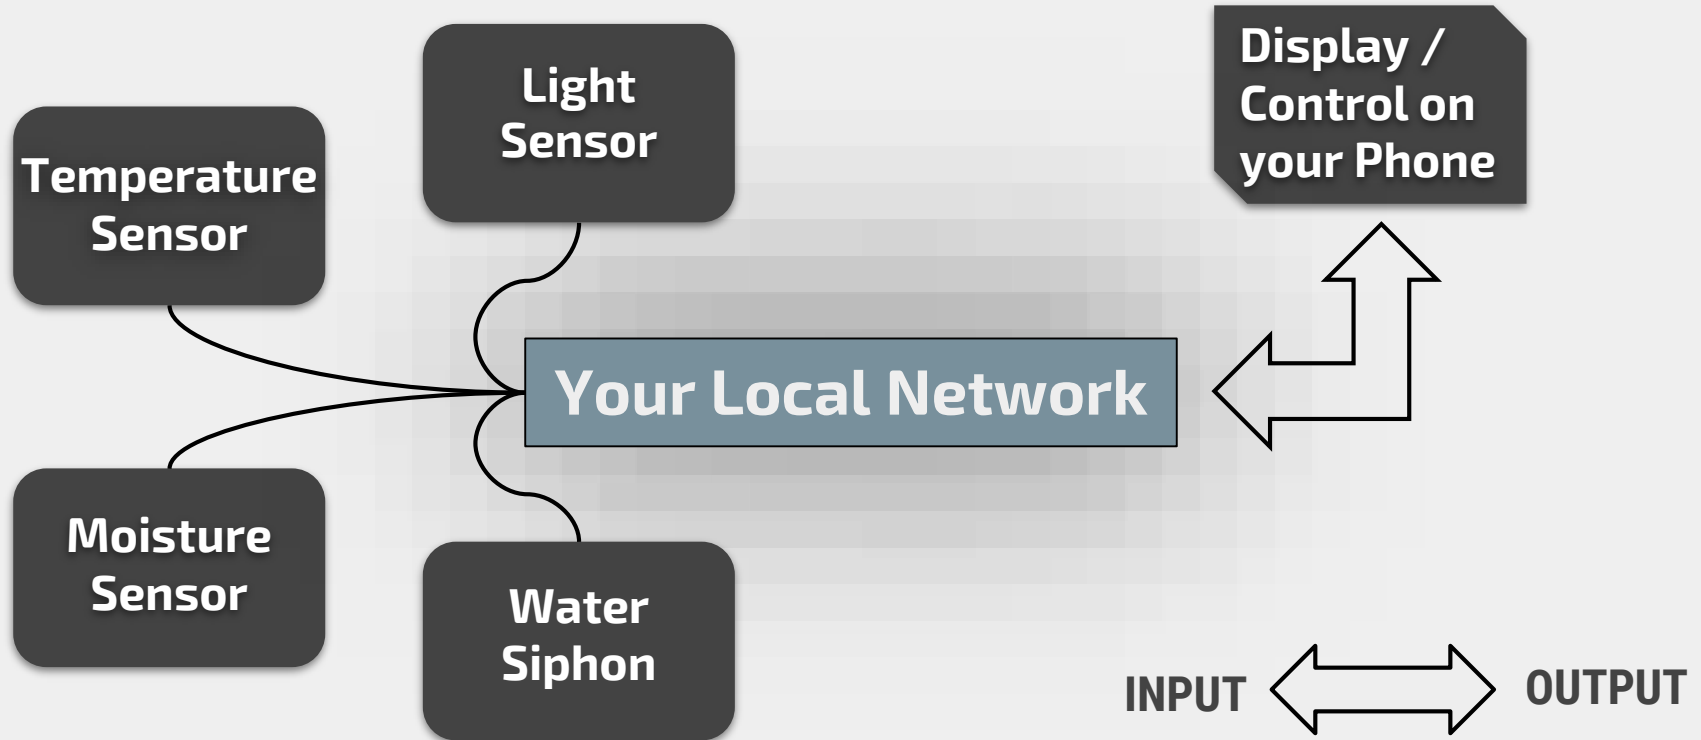 Light
Sensor
Display /
Control on
your Phone
Temperature
Sensor
Your Local Network
Moisture
Sensor
Water
Siphon
INPUT
OUTPUT